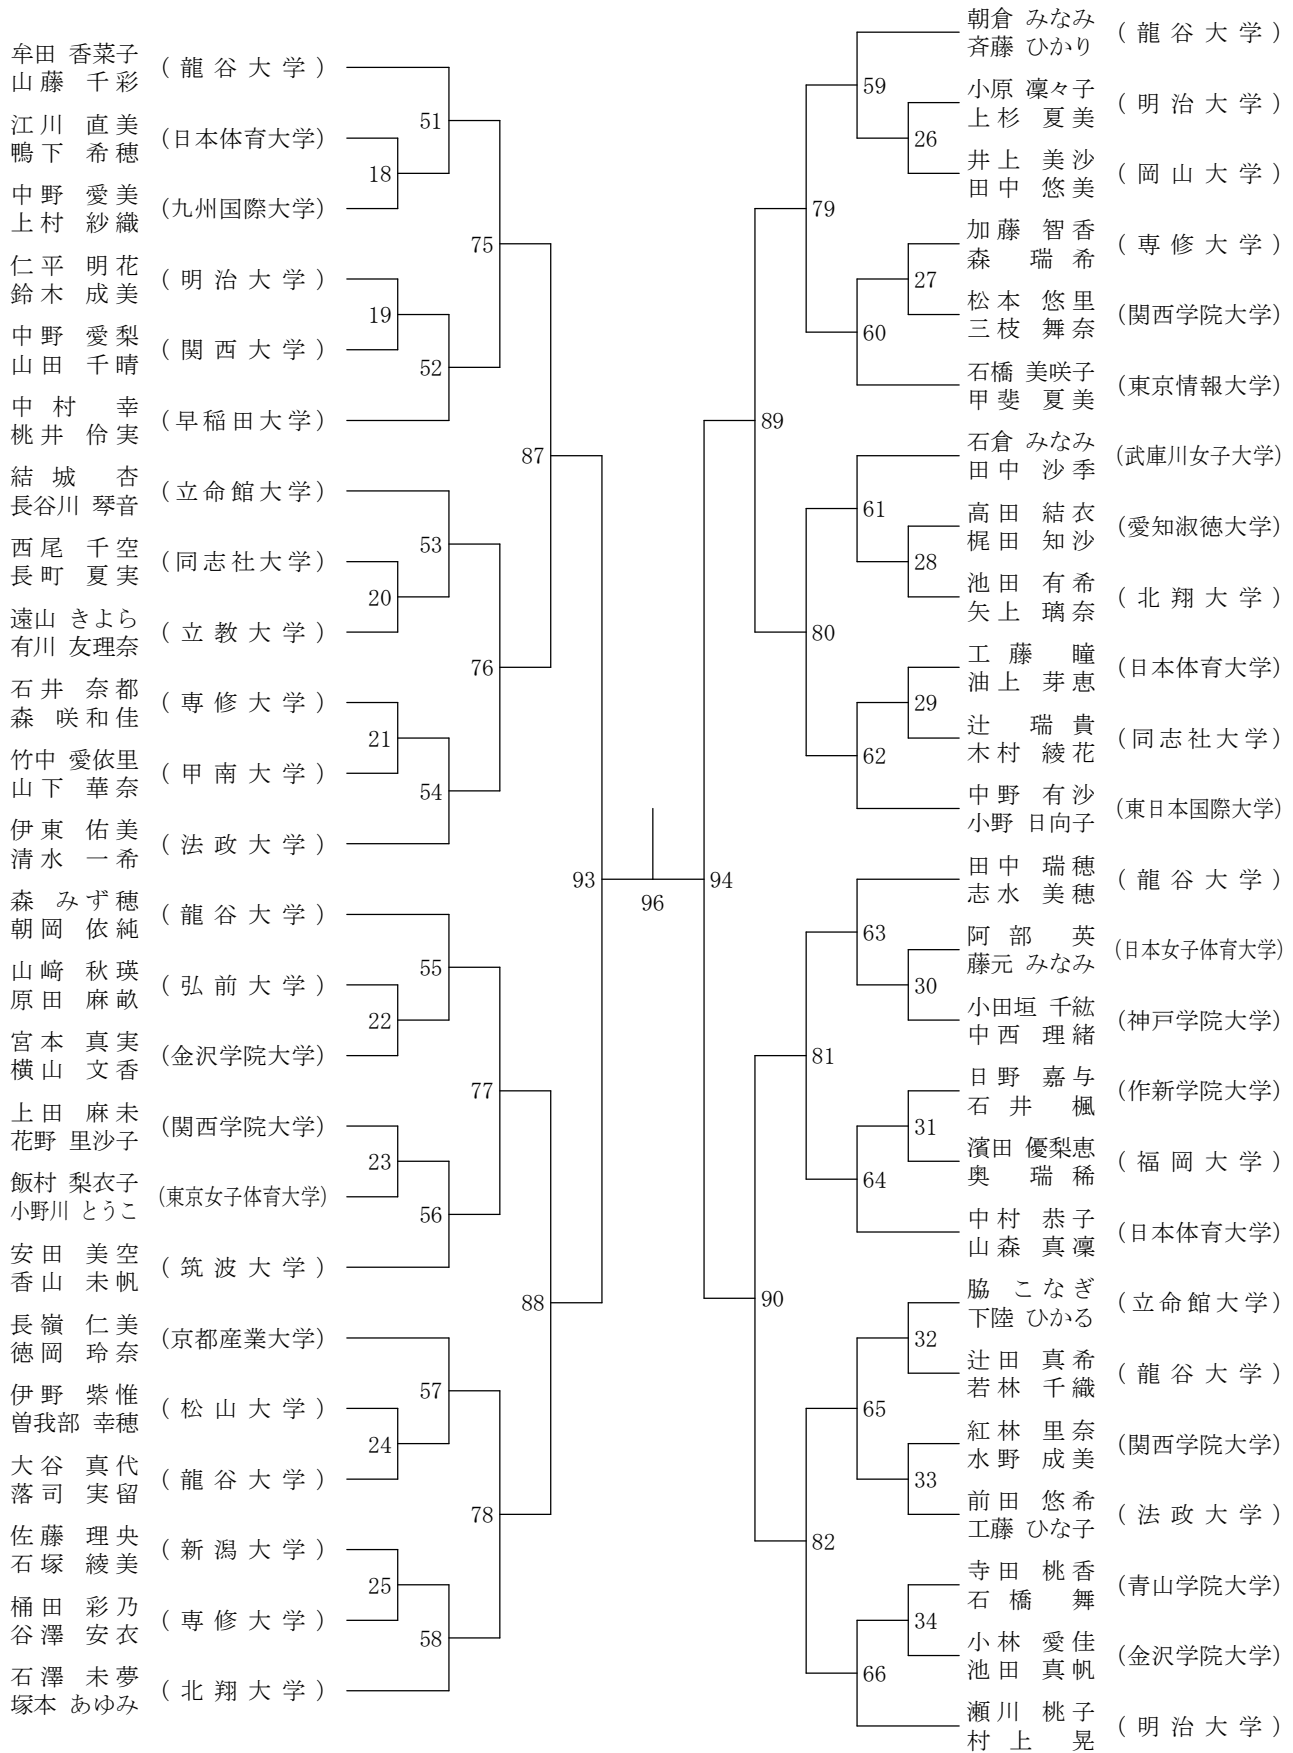 牟田 香菜子
山藤 千彩
(龍谷大学)
江川 直美
鴨下 希穂
(日本体育大学)
中野 愛美
上村 紗織
(九州国際大学)
仁平 明花
鈴木 成美
(明治大学)
中野 愛梨
山田 千晴
(関西大学)
中村 幸
桃井 伶実
(早稲田大学)
結城 杏
長谷川 琴音
(立命館大学)
西尾 千空
長町 夏実
(同志社大学)
遠山 きよら
有川 友理奈
(立教大学)
石井 奈都
森 咲和佳
(専修大学)
竹中 愛依里
山下 華奈
(甲南大学)
伊東 佑美
清水 一希
(法政大学)
森 みず穂
朝岡 依純
(龍谷大学)
山﨑 秋瑛
原田 麻畝
(弘前大学)
宮本 真実
横山 文香
(金沢学院大学)
上田 麻未
花野 里沙子
(関西学院大学)
飯村 梨衣子
小野川 とうこ
(東京女子体育大学)
安田 美空
香山 未帆
(筑波大学)
長嶺 仁美
徳岡 玲奈
(京都産業大学)
伊野 紫惟
曽我部 幸穂
(松山大学)
大谷 真代
落司 実留
(龍谷大学)
佐藤 理央
石塚 綾美
(新潟大学)
桶田 彩乃
谷澤 安衣
(専修大学)
石澤 未夢
塚本 あゆみ
(北翔大学)
18
19
20
21
22
23
24
25
51
52
53
54
55
56
57
58
75
76
77
78
87
88
93
96
94
89
90
79
80
81
82
59
60
61
62
63
64
65
66
26
27
28
29
30
31
32
33
34
朝倉 みなみ
斉藤 ひかり
(龍谷大学)
小原 凜々子
上杉 夏美
(明治大学)
井上 美沙
田中 悠美
(岡山大学)
加藤 智香
森 瑞希
(専修大学)
松本 悠里
三枝 舞奈
(関西学院大学)
石橋 美咲子
甲斐 夏美
(東京情報大学)
石倉 みなみ
田中 沙季
(武庫川女子大学)
高田 結衣
梶田 知沙
(愛知淑徳大学)
池田 有希
矢上 璃奈
(北翔大学)
工藤 瞳
油上 芽恵
(日本体育大学)
辻 瑞貴
木村 綾花
(同志社大学)
中野 有沙
小野 日向子
(東日本国際大学)
田中 瑞穂
志水 美穂
(龍谷大学)
阿部 英
藤元 みなみ
(日本女子体育大学)
小田垣 千紘
中西 理緒
(神戸学院大学)
日野 嘉与
石井 楓
(作新学院大学)
濱田 優梨恵
奥 瑞稀
(福岡大学)
中村 恭子
山森 真凜
(日本体育大学)
脇 こなぎ
下陸 ひかる
(立命館大学)
辻田 真希
若林 千織
(龍谷大学)
紅林 里奈
水野 成美
(関西学院大学)
前田 悠希
工藤 ひな子
(法政大学)
寺田 桃香
石橋 舞
(青山学院大学)
小林 愛佳
池田 真帆
(金沢学院大学)
瀬川 桃子
村上 晃
(明治大学)